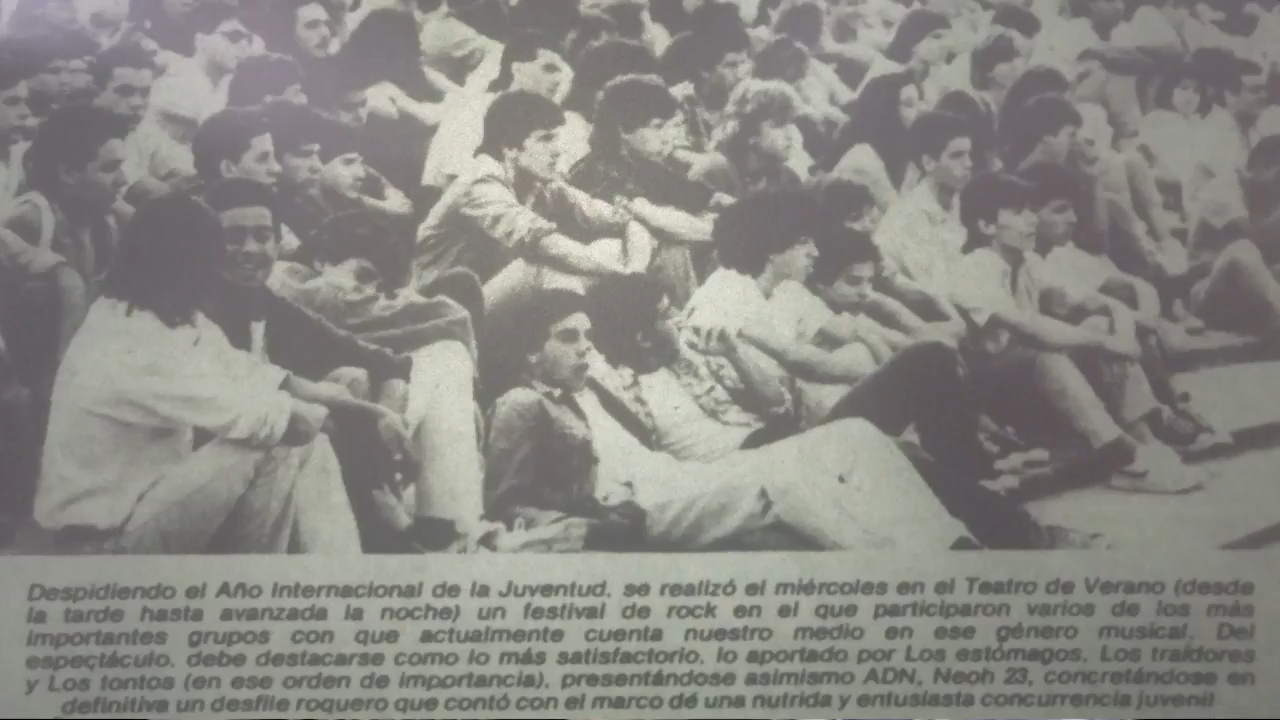 Despidiendo el Año Internacional de la Juventud, se realizó el miércoles en el Teatro de Verano (desde
la tarde hasta avanzada la noche) un festival de rock en el que participaron varios de los más
importantes grupos con que actualmente cuenta nuestro medio en ese género musical. Del
espectáculo, debe destacarse como lo más satisfactorio, lo aportado por Los estómagos, Los traidores
y Los tontos (en ese orden de importancia), presentándose asimismo ADN, Neoh 23, concretándose en
definitiva un desfile roquero que contó con el marco dé una nutrida y entusiasta concurrencia juvenil